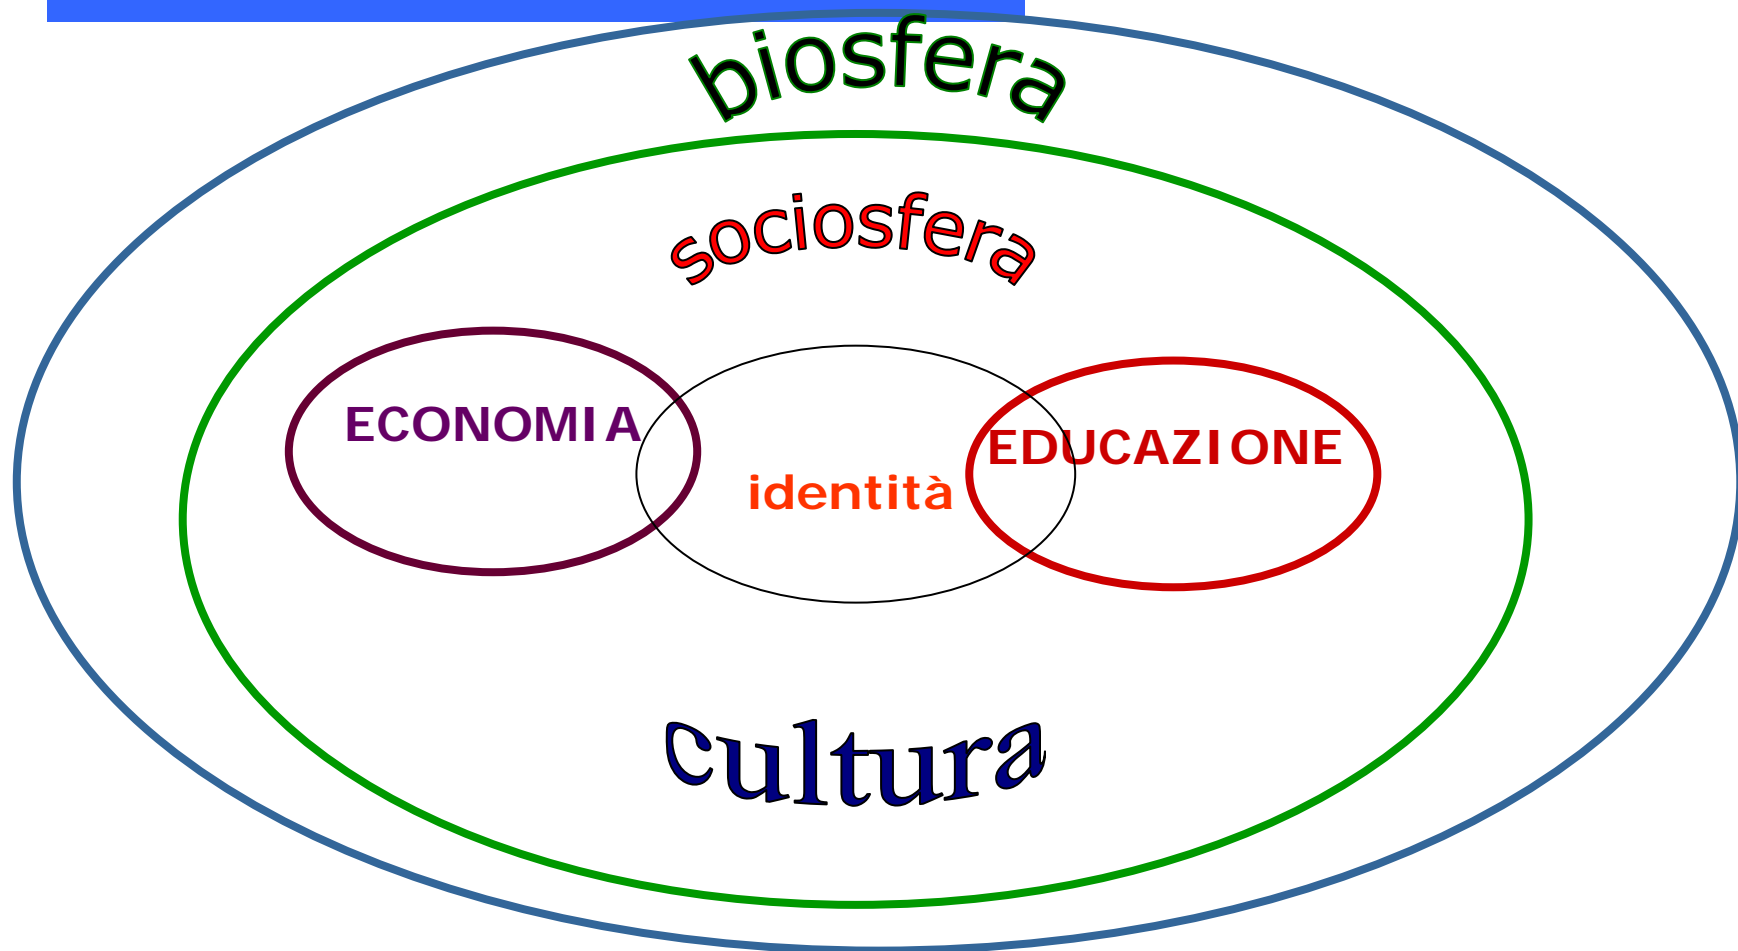 biosfera
sociosfera
ECONOMIA
EDUCAZIONE
identità
cultura